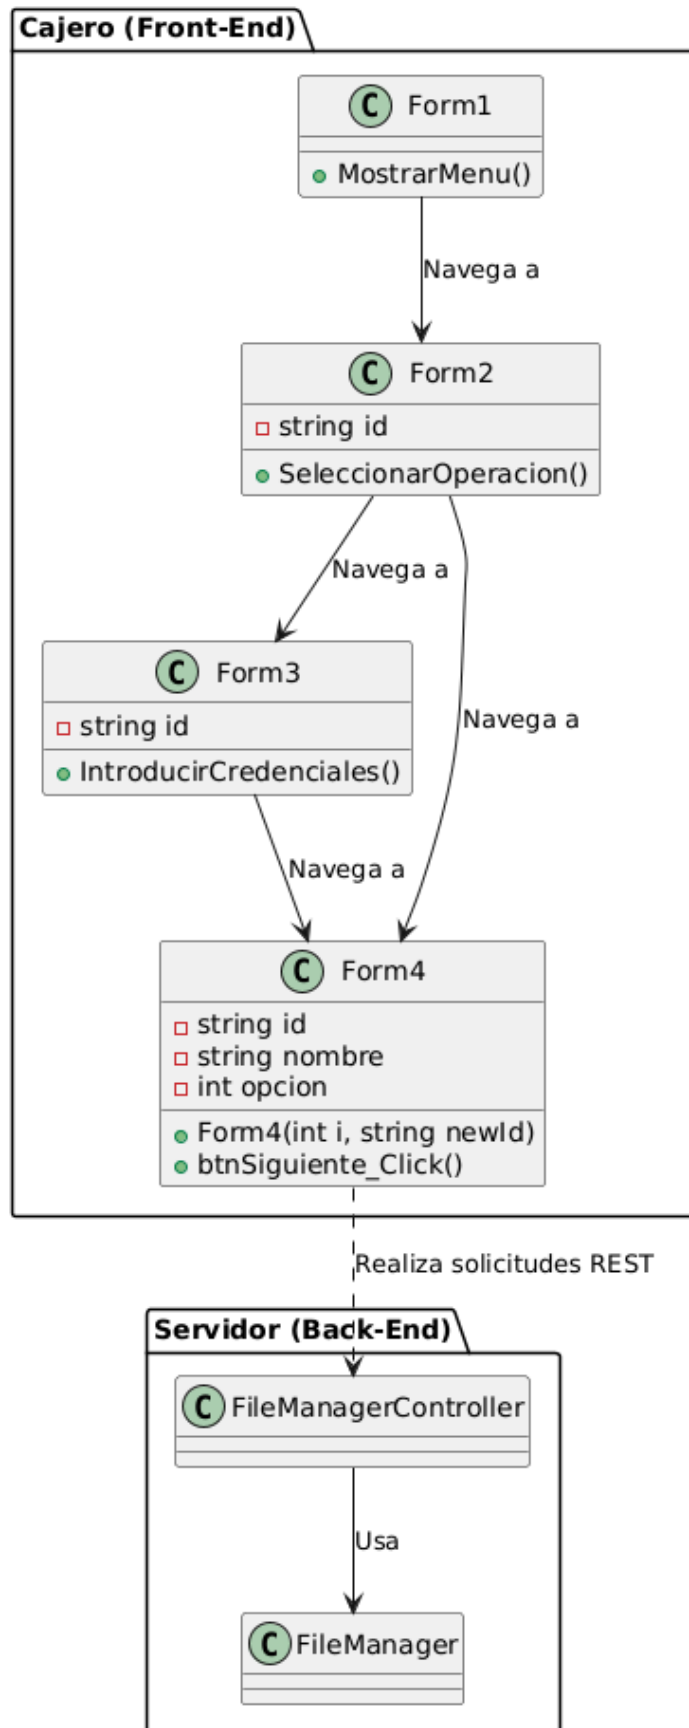 Cajero (Front-End)
C Form1
MostrarMenu()
Navega a
C Form2
string id
SeleccionarOperacion()
Navega a
C Form3
Navega a
string id
IntroducirCredenciales()
Navega a
C Form4
string id
string nombre
int opcion
Form4(int i, string newId)
btnSiguiente_Click()
Realiza solicitudes REST
Servidor (Back-End)
C FileManagerController
Usa
C FileManager